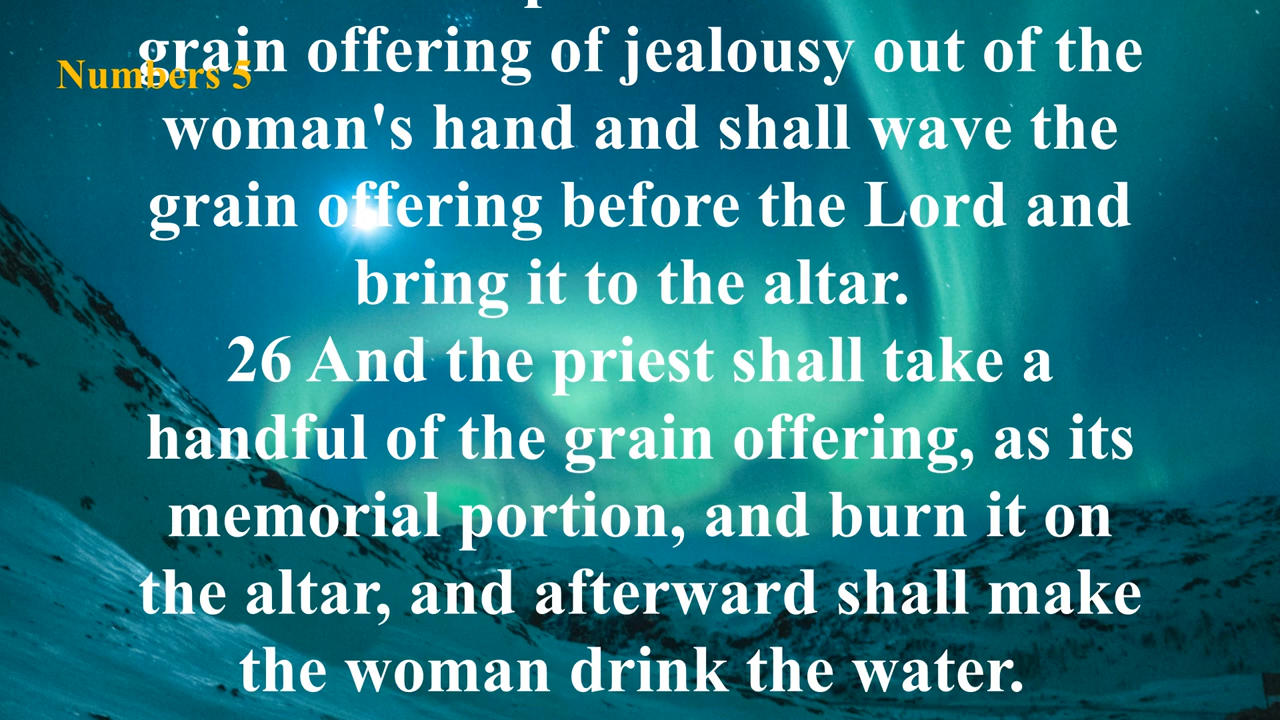 grain offering of jealousy out of the
Numbers 5
woman's hand and shall wave the
grain offering before the Lord and
bring it to the altar.
26 And the priest shall take a
handful of the grain offering, as its
memorial portion, and burn it on
the altar, and afterward shall make
the woman drink the water.